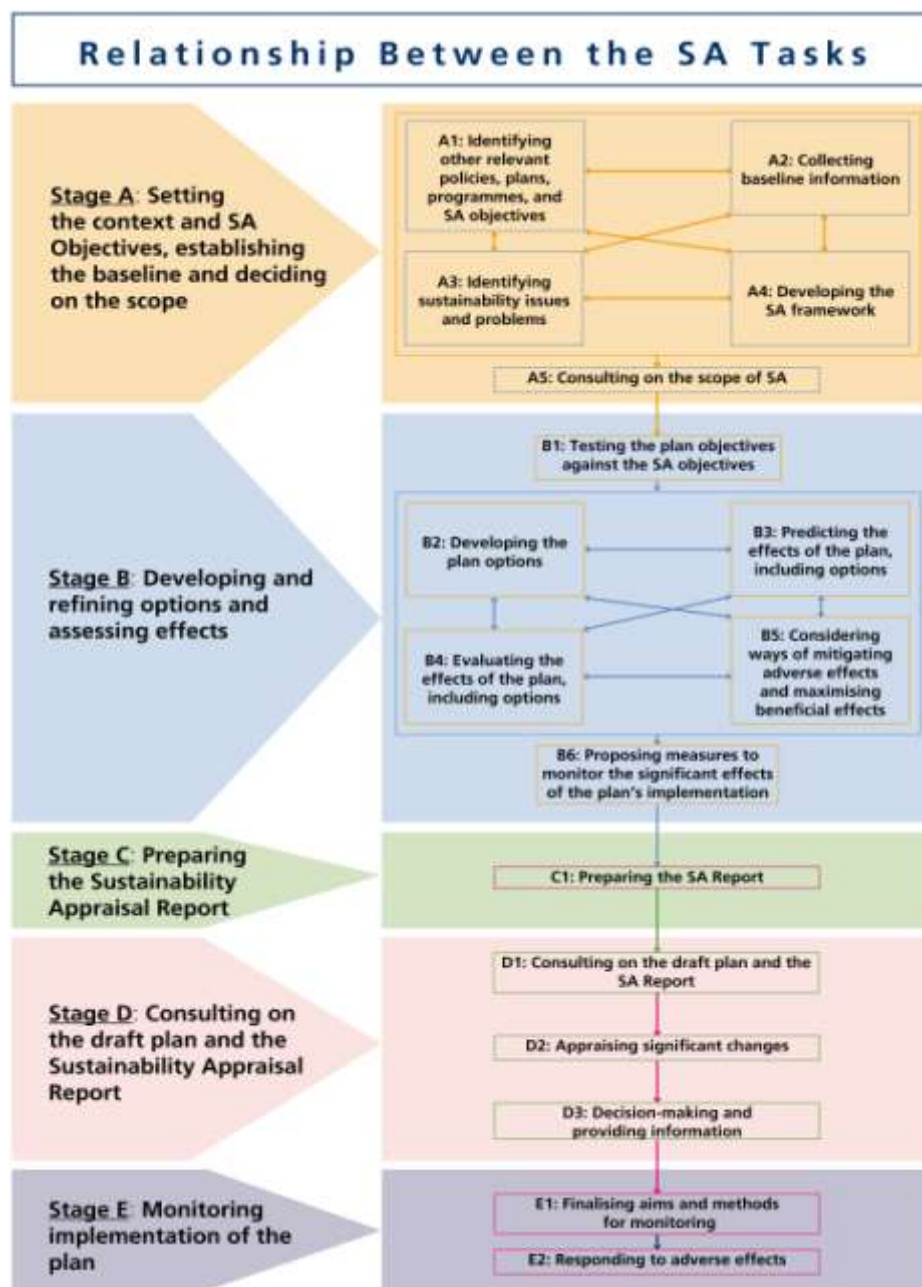 Relationship Between the SA Tasks
Stage A: Setting
the context and SA
Objectives, establishing
the baseline and deciding
on the scope
A1: Identifying
other relevant
policies, plans,
programmes, and
SA objectives
A2: Collecting
baseline information
A3: Identifying
sustainability issues
and problems
A4: Developing the
SA framework
A5: Consulting on the scope of SA
Stage B: Developing and
refining options and
assessing effects
B1: Testing the plan objectives
against the SA objectives
B2: Developing the
plan options
B3: Predicting the
effects of the plan,
including options
B4: Evaluating the
effects of the plan,
including options
B5: Considering
ways of mitigating
adverse effects
and maximising
beneficial effects
B6: Proposing measures to
monitor the significant effects
of the plan's implementation
Stage C: Preparing
the Sustainability
Appraisal Report
C1: Preparing the SA Report
Stage D: Consulting on
the draft plan and the
Sustainability Appraisal
Report
D1: Consulting on the draft plan and the
SA Report
D2: Appraising significant changes
D3: Decision-making and
providing information
Stage E: Monitoring
implementation of the
plan
E1: Finalising aims and methods
for monitoring
E2: Responding to adverse effects